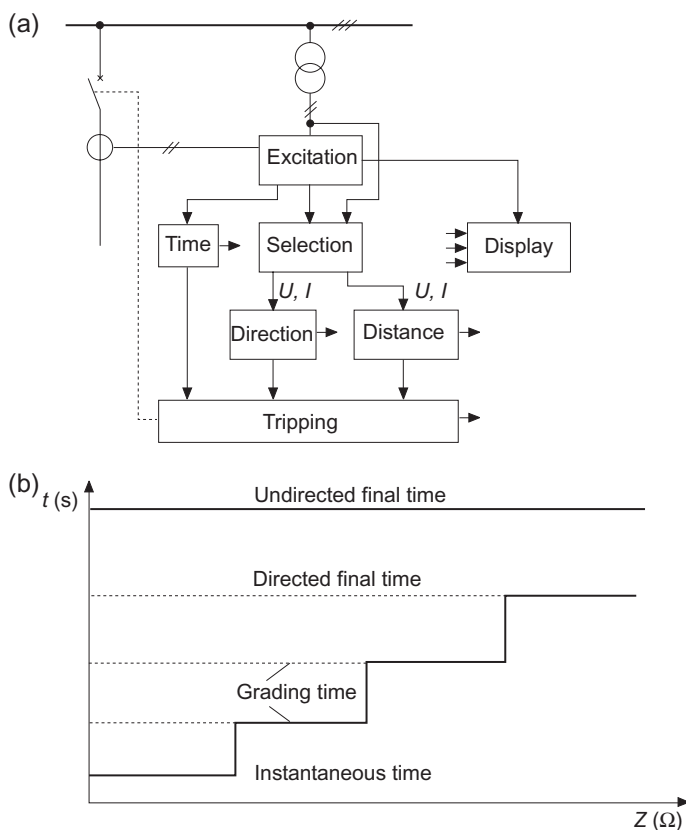 (a)
Excitation
Time
Selection
Display
U, I
U, I
Direction
Distance
Tripping
(b)
t (s)
Undirected final time
Directed final time
Grading time
Instantaneous time
Z (Ω)